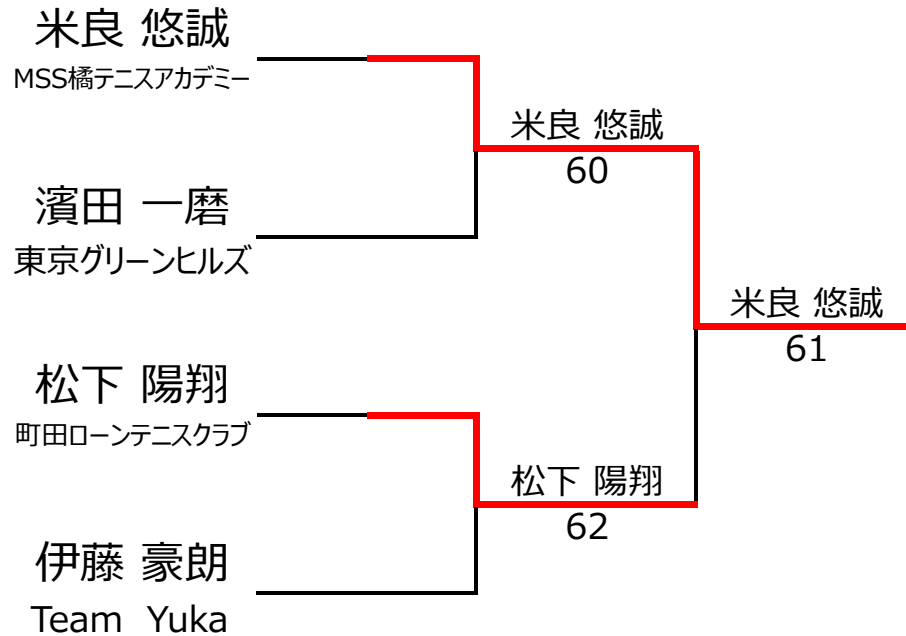 米良 悠誠
MSS橘テニスアカデミー
米良 悠誠
60
濱田 一磨
東京グリーンヒルズ
米良 悠誠
61
松下 陽翔
町田ローンテニスクラブ
松下 陽翔
62
伊藤 豪朗
Team Yuka